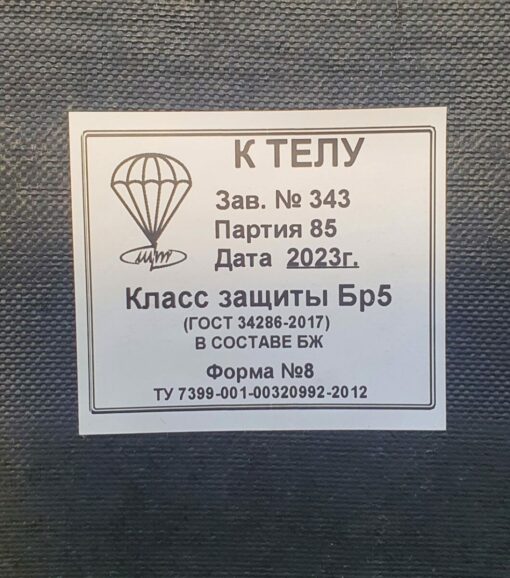 К ТЕЛУ
Зав. № 343
Партия 85
Дата 2023г.
Класс защиты Бр5
(ГОСТ 34286-2017)
В СОСТАВЕ БЖ
Форма №8
ТУ 7399-001-00320992-2012